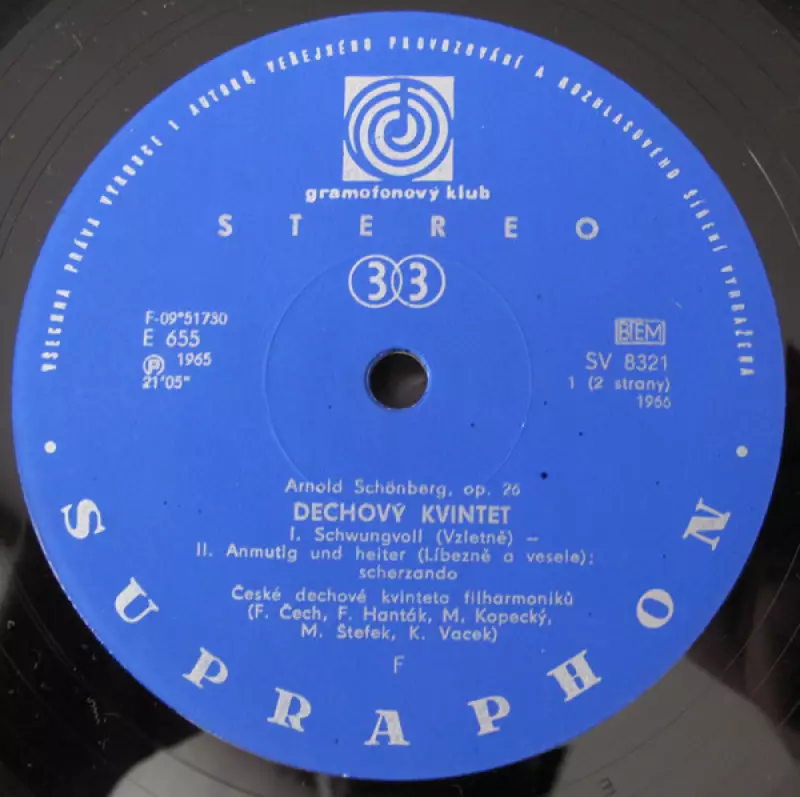 VŠECHNA PRÁVA VÝROBCE I AUTORŮ VEŘEJNÉHO PROVOZOVÁNÍ A ROZHLASOVÉHO ŠÍŘENÍ VYHRAŽENA
gramofonový klub
STEREO
33
F-09*51730
E 655
Ⓟ 1965
21'05"
BIEM
SV 8321
1 (2 strany)
1966
Arnold Schönberg, op. 26
DECHOVÝ KVINTET
I. Schwungvoll (Vzletně) –
II. Anmutig und heiter (Líbezně a vesele);
scherzando
České dechové kvinteto filharmoniků
(F. Čech, F. Hanták, M. Kopecký,
M. Štefek, K. Vacek)
F
• SUPRAPHON •